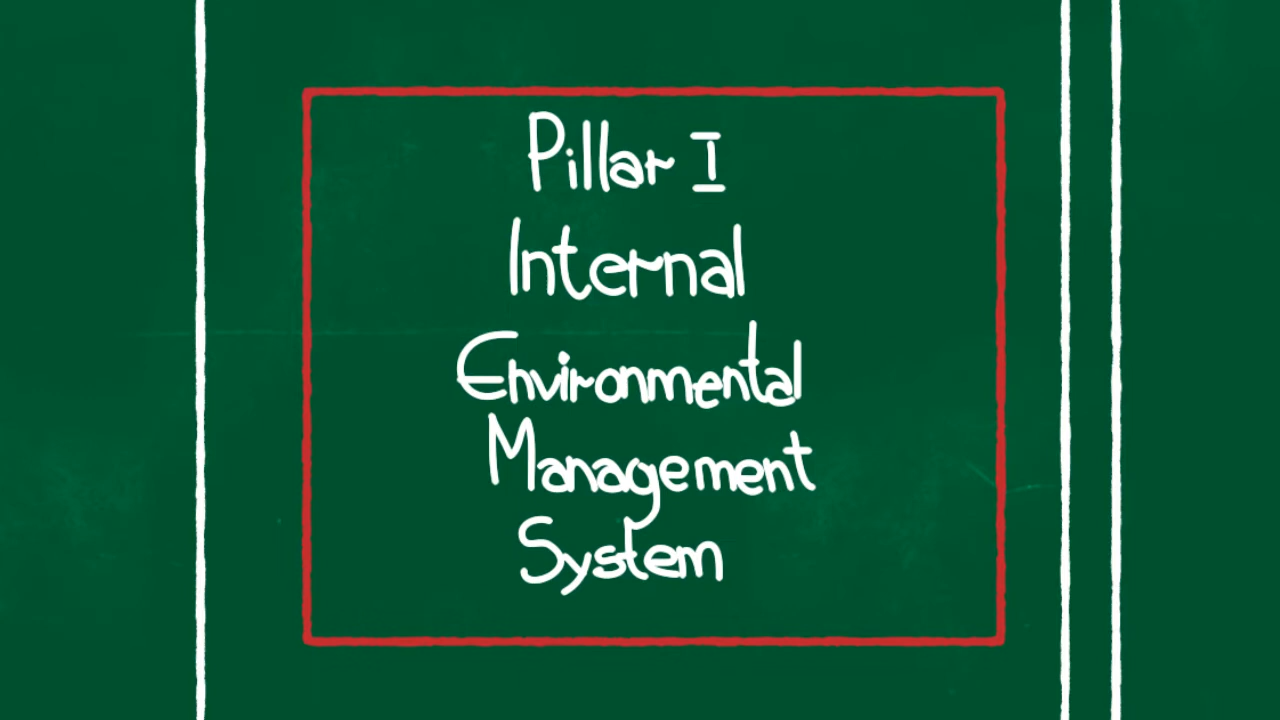 Pillar I
Internal
Environmental
Management
System